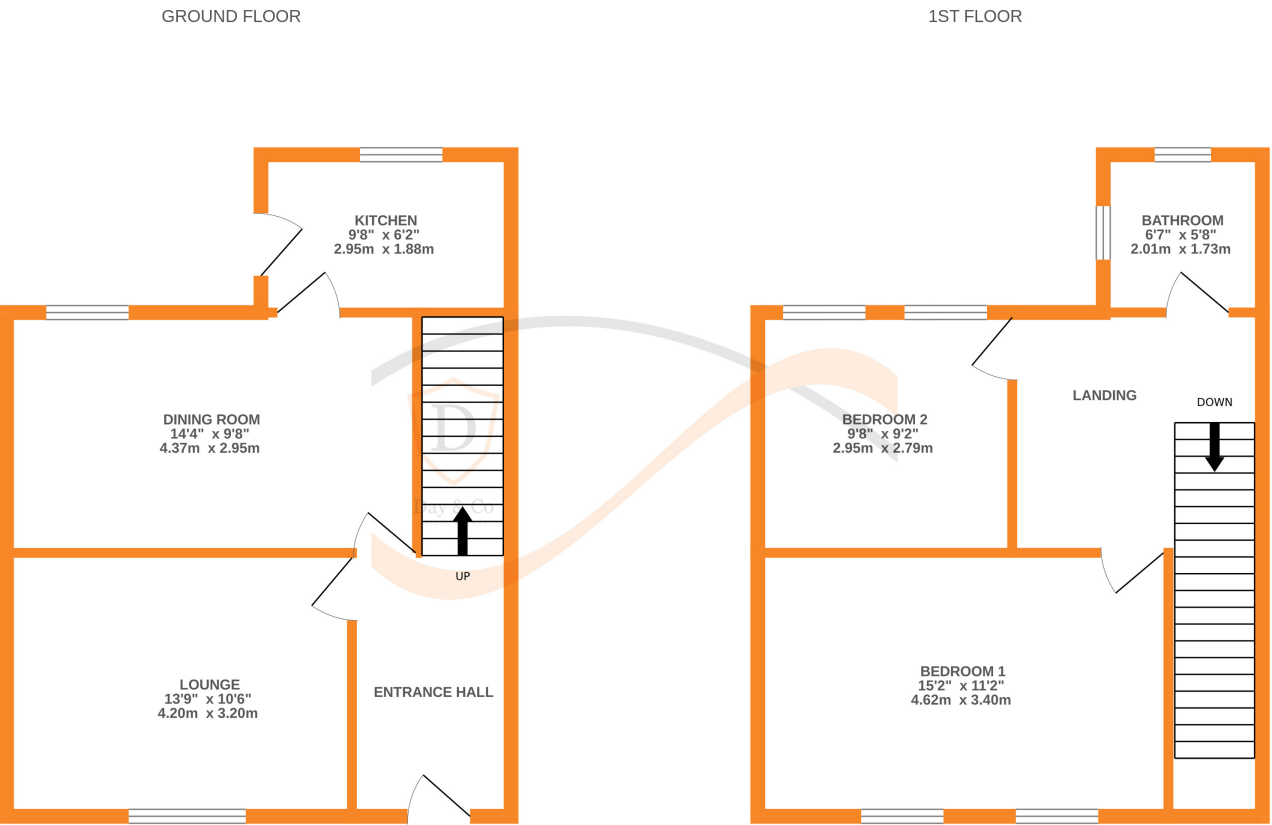 GROUND FLOOR
1ST FLOOR
KITCHEN
9'8" x 6'2"
2.95m x 1.88m
BATHROOM
6'7" x 5'8"
2.01m x 1.73m
DINING ROOM
14'4" x 9'8"
4.37m x 2.95m
D
Day & Co
UP
BEDROOM 2
9'8" x 9'2"
2.95m x 2.79m
LANDING
DOWN
LOUNGE
13'9" x 10'6"
4.20m x 3.20m
ENTRANCE HALL
BEDROOM 1
15'2" x 11'2"
4.62m x 3.40m